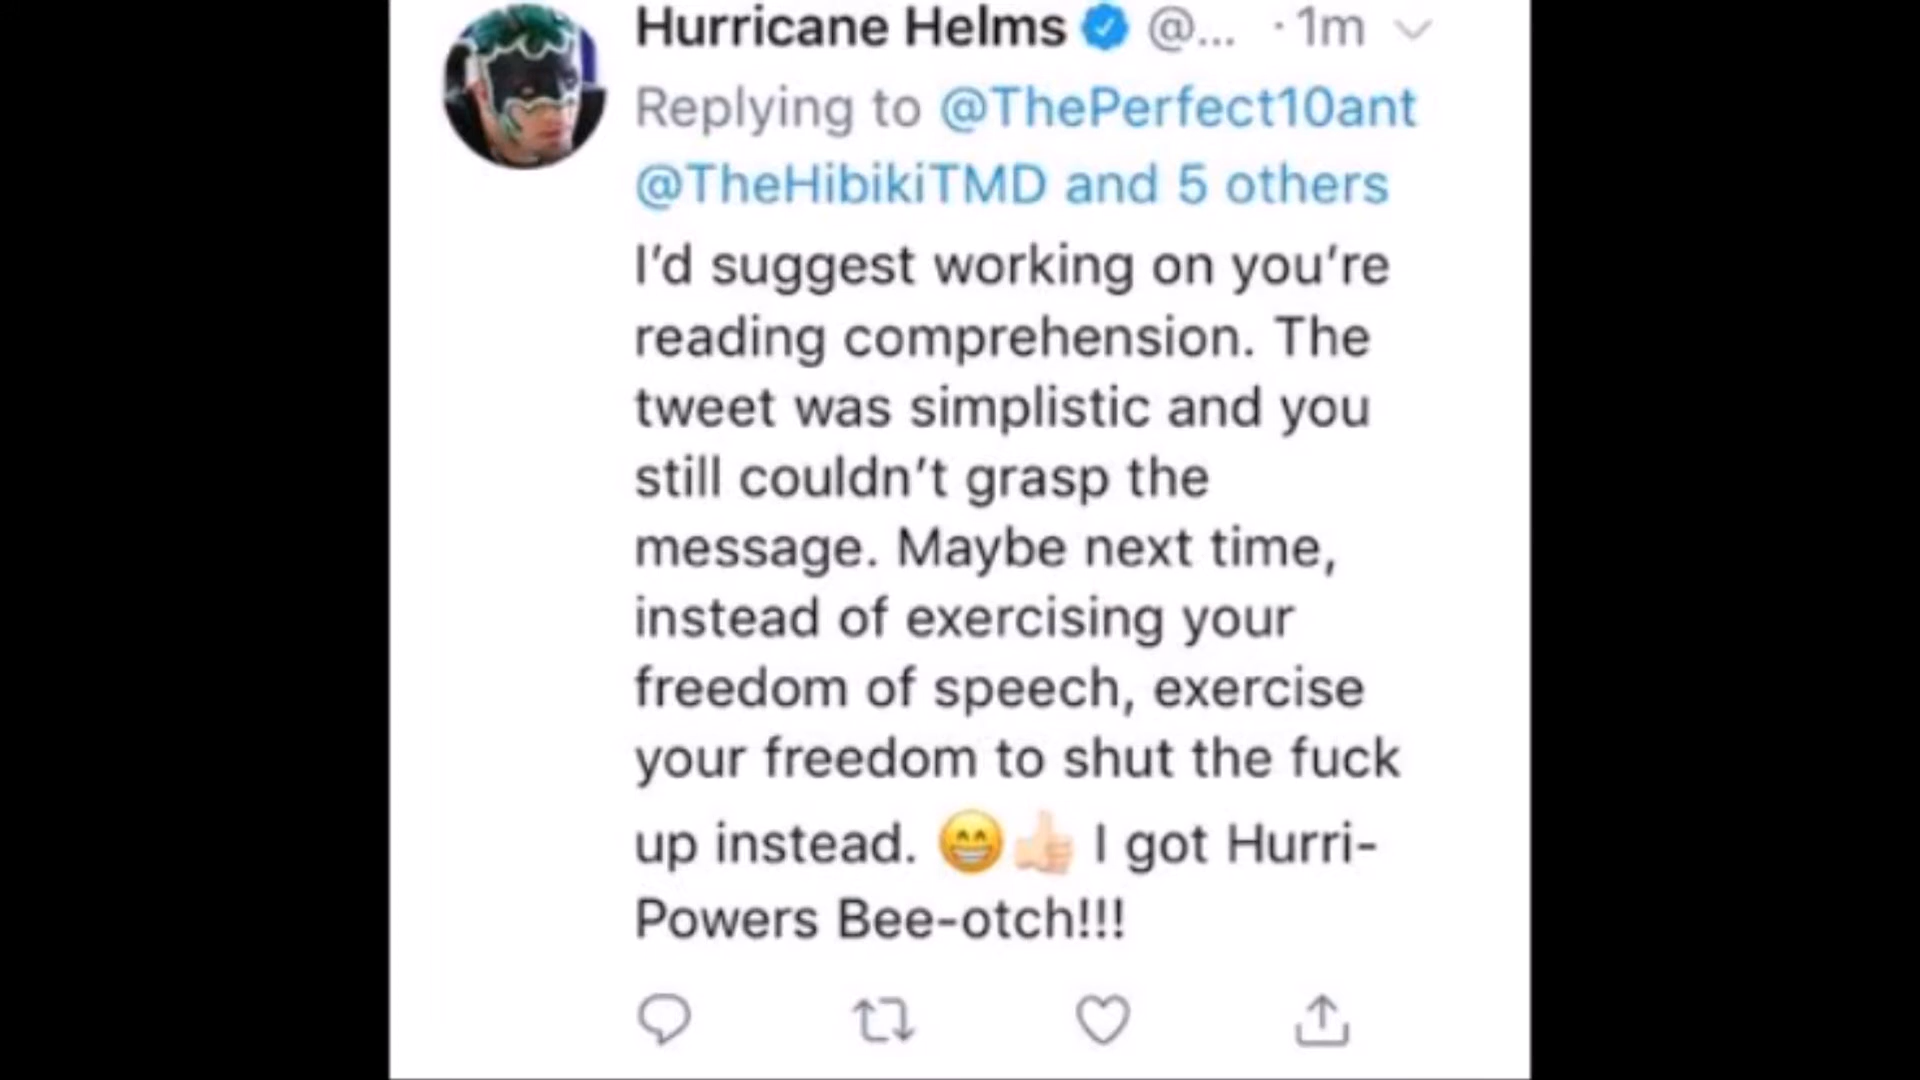 Hurricane Helms @... · 1m
Replying to @ThePerfect10ant
@TheHibikiTMD and 5 others
I’d suggest working on you’re
reading comprehension. The
tweet was simplistic and you
still couldn’t grasp the
message. Maybe next time,
instead of exercising your
freedom of speech, exercise
your freedom to shut the fuck
up instead. 😁👍🏻 I got Hurri-
Powers Bee-otch!!!